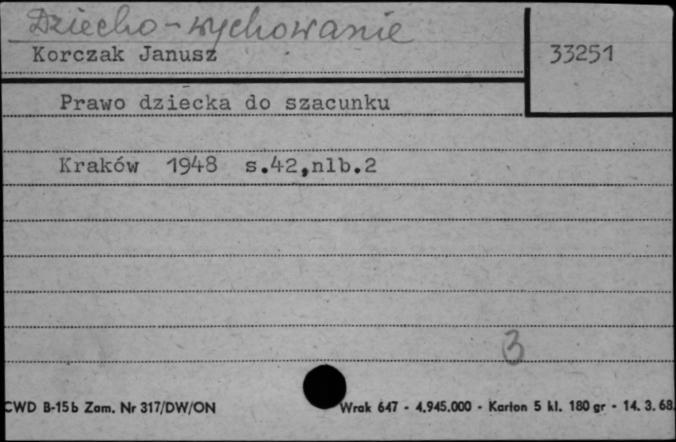 Dziecko - wychowanie
Korczak Janusz
33251
Prawo dziecka do szacunku
Kraków 1948 s.42,nlb.2
3
CWD B-15b Zam. Nr 317/DW/ON Wrak 647 - 4.945.000 - Karton 5 kl. 180 gr - 14. 3. 68.